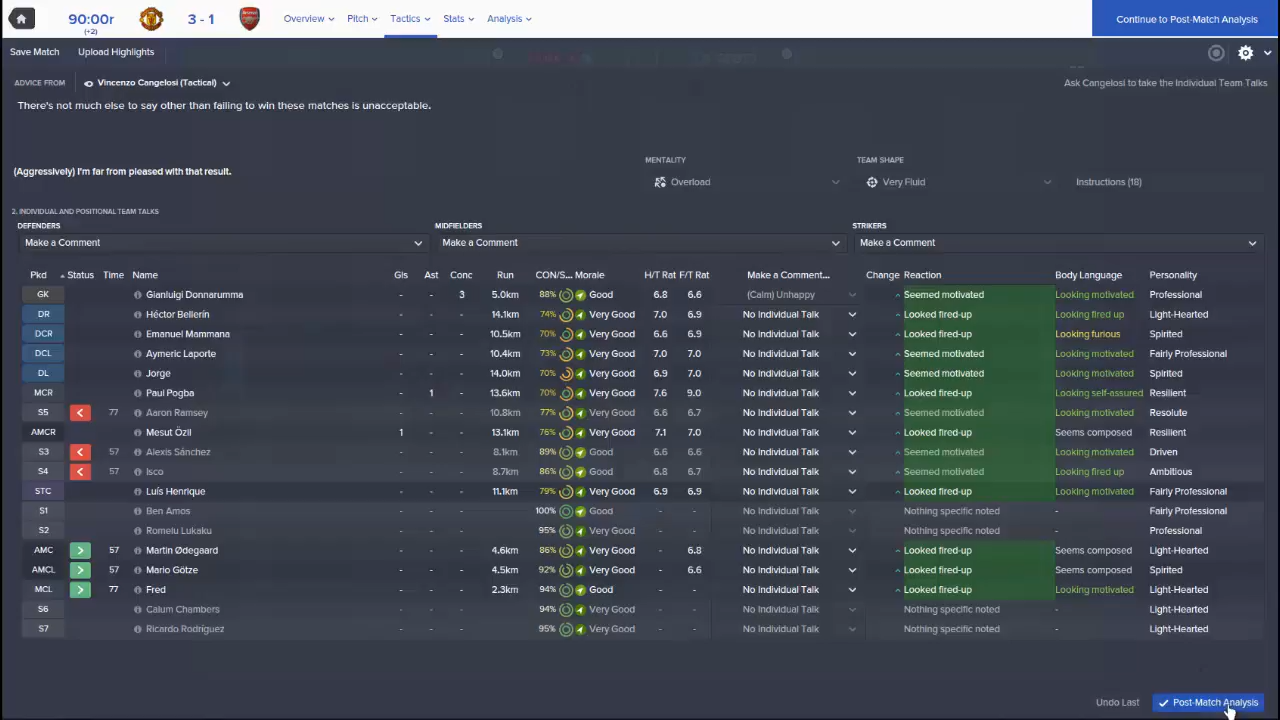 90:00r 3 - 1 Overview Pitch Tactics Stats Analysis Continue to Post-Match Analysis
(+2)
Save Match Upload Highlights
ADVICE FROM Vincenzo Cangelosi (Tactical) Ask Cangelosi to take the Individual Team Talks
There's not much else to say other than failing to win these matches is unacceptable.
MENTALITY TEAM SHAPE
(Aggressively) I'm far from pleased with that result.
Overload Very Fluid Instructions (18)
2. INDIVIDUAL AND POSITIONAL TEAM TALKS
DEFENDERS MIDFIELDERS STRIKERS
Make a Comment Make a Comment Make a Comment
Pkd Status Time Name Gls Ast Conc Run CON/S... Morale H/T Rat F/T Rat Make a Comment... Change Reaction Body Language Personality
GK Gianluigi Donnarumma - - 3 5.0km 88% Good 6.8 6.6 (Calm) Unhappy Seemed motivated Looking motivated Professional
DR Héctor Bellerín - - - 14.1km 74% Very Good 7.0 6.9 No Individual Talk Looked fired-up Looking fired up Light-Hearted
DCR Emanuel Mammana - - - 10.5km 70% Very Good 6.6 6.9 No Individual Talk Looked fired-up Looking furious Spirited
DCL Aymeric Laporte - - - 10.4km 73% Very Good 7.0 7.0 No Individual Talk Seemed motivated Looking motivated Fairly Professional
DL Jorge - - - 14.0km 70% Very Good 6.9 7.0 No Individual Talk Seemed motivated Looking motivated Spirited
MCR Paul Pogba - 1 - 13.6km 70% Very Good 7.6 9.0 No Individual Talk Looked fired-up Looking self-assured Resilient
S5 77 Aaron Ramsey - - - 10.8km 77% Very Good 6.6 6.7 No Individual Talk Seemed motivated Looking motivated Resolute
AMCR Mesut Özil 1 - - 13.1km 76% Very Good 7.1 7.0 No Individual Talk Looked fired-up Seems composed Resilient
S3 57 Alexis Sánchez - - - 8.1km 89% Good 6.6 6.6 No Individual Talk Seemed motivated Looking motivated Driven
S4 57 Isco - - - 8.7km 86% Good 6.8 6.7 No Individual Talk Seemed motivated Looking fired up Ambitious
STC Luís Henrique - - - 11.1km 79% Very Good 6.9 6.9 No Individual Talk Looked fired-up Looking motivated Fairly Professional
S1 Ben Amos - - - 100% Good - - No Individual Talk Nothing specific noted - Fairly Professional
S2 Romelu Lukaku - - - 95% Very Good - - No Individual Talk Nothing specific noted - Professional
AMC 57 Martin Ødegaard - - - 4.6km 86% Very Good - 6.8 No Individual Talk Looked fired-up Seems composed Light-Hearted
AMCL 57 Mario Götze - - - 4.5km 92% Very Good - 6.6 No Individual Talk Looked fired-up Seems composed Spirited
MCL 77 Fred - - - 2.3km 94% Good - - No Individual Talk Looked fired-up Looking motivated Light-Hearted
S6 Calum Chambers - - - 94% Very Good - - No Individual Talk Nothing specific noted - Light-Hearted
S7 Ricardo Rodríguez - - - 95% Very Good - - No Individual Talk Nothing specific noted - Light-Hearted
Undo Last Post-Match Analysis